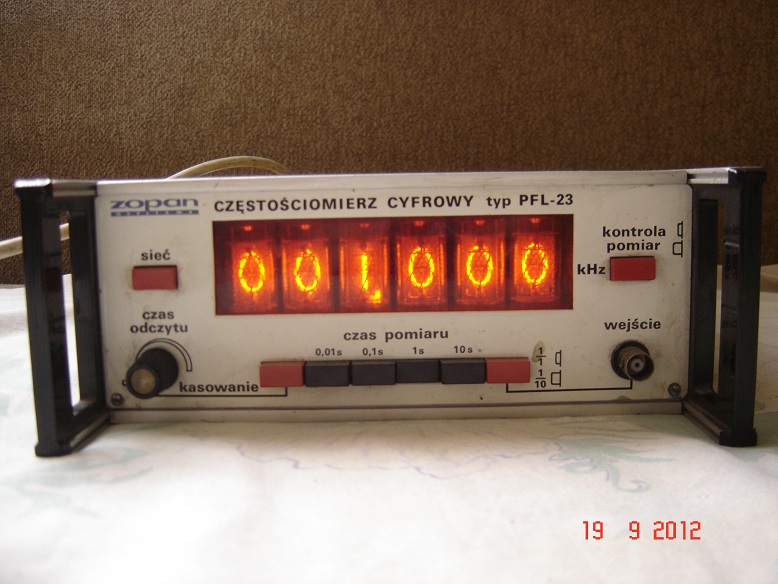 zopan
WARSZAWA
CZĘSTOŚCIOMIERZ CYFROWY typ PFL-23
sieć
001,000
kontrola
pomiar
kHz
czas
odczytu
czas pomiaru
wejście
0,01s 0,1s 1s 10s
kasowanie
1/1
1/10
19 9 2012